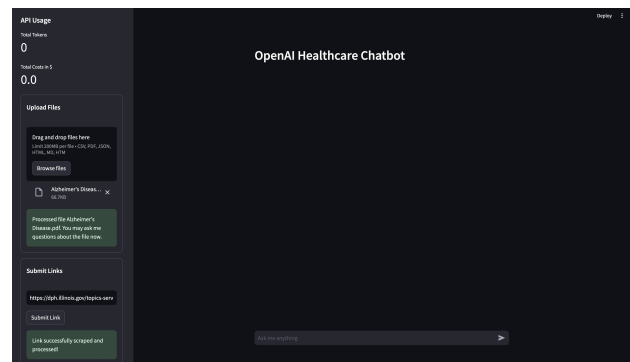 API Usage
Total Tokens
0
Total Costs in $
0.0
Upload Files
Drag and drop files here
Limit 200MB per file • CSV, PDF, JSON,
HTML, MD, HTM
Browse files
Alzheimer's Diseas...
66.7KB
Processed file Alzheimer's
Disease.pdf. You may ask me
questions about the file now.
Submit Links
https://dph.illinois.gov/topics-serv
Submit Link
Link successfully scraped and
processed!
Deploy
OpenAI Healthcare Chatbot
Ask me anything